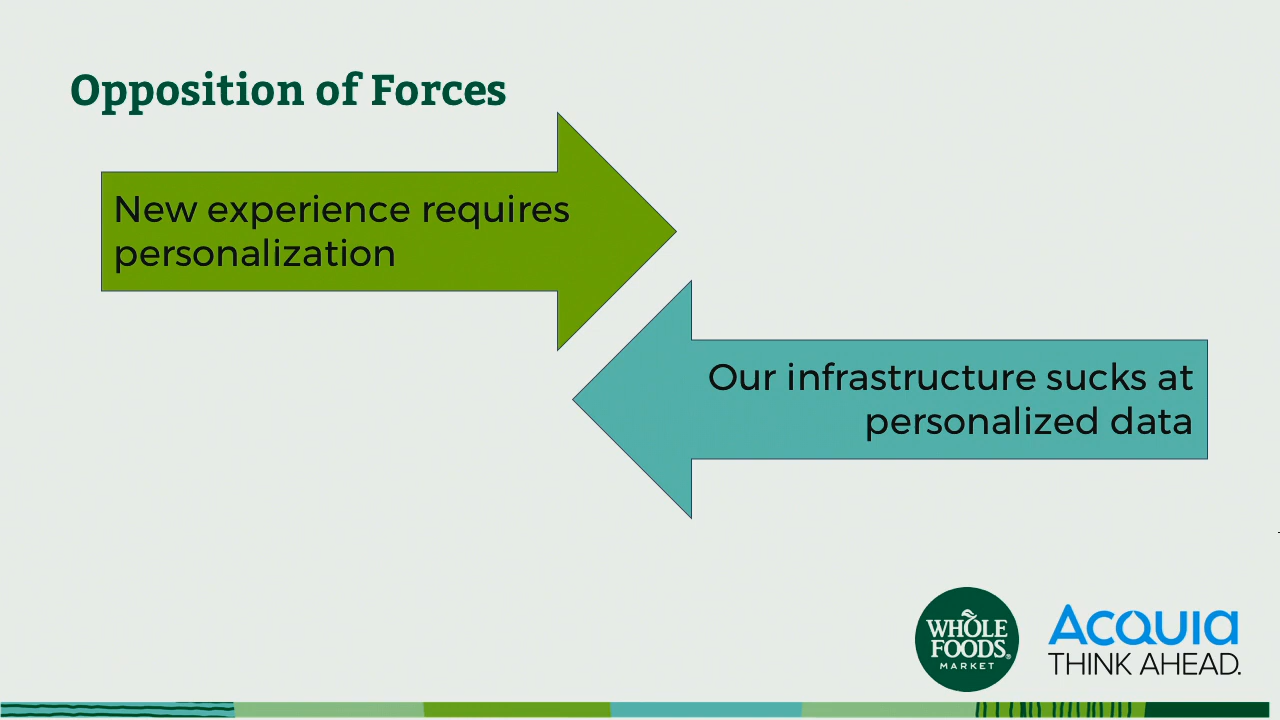 Opposition of Forces
New experience requires
personalization
Our infrastructure sucks at
personalized data
WHOLE
FOODS®
MARKET
Acquia
THINK AHEAD.